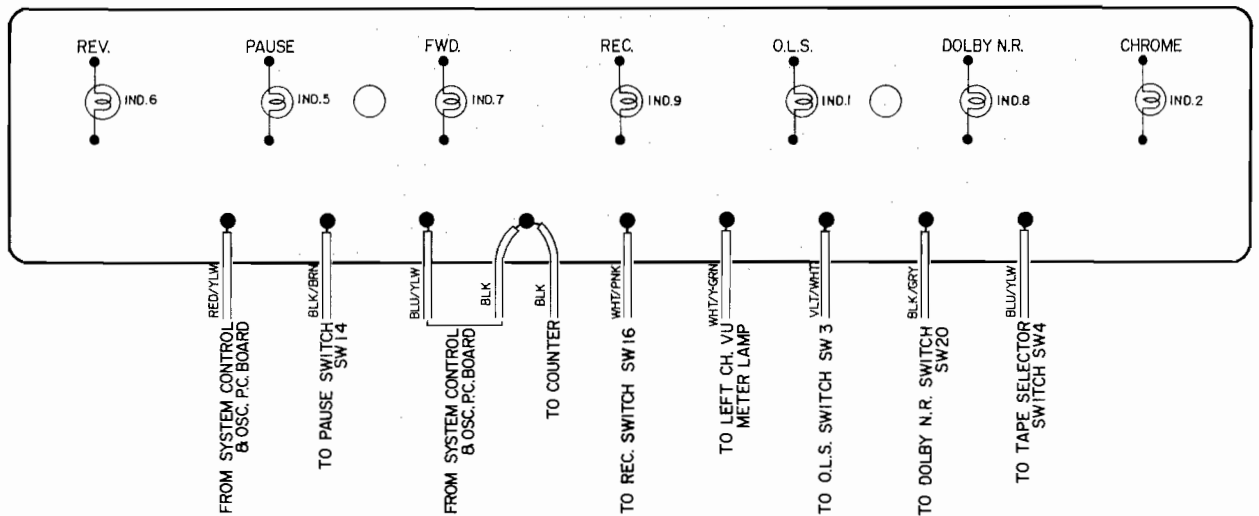 REV.
PAUSE
FWD.
REC.
O.L.S.
DOLBY N.R.
CHROME
IND.6
IND.5
IND.7
IND.9
IND.1
IND.8
IND.2
RED/YLW
BLK/BRN
BLU/YLW
BLK
BLK
WHT/PNK
WHT/Y-GRN
VLT/WHT
BLK/GRY
BLU/YLW
FROM SYSTEM CONTROL
& OSC. P.C. BOARD
TO PAUSE SWITCH
SW14
FROM SYSTEM CONTROL
& OSC. P.C. BOARD
TO COUNTER
TO REC. SWITCH SW16
TO LEFT CH. VU
METER LAMP
TO O.L.S. SWITCH SW3
TO DOLBY N.R. SWITCH
SW20
TO TAPE SELECTOR
SWITCH SW4